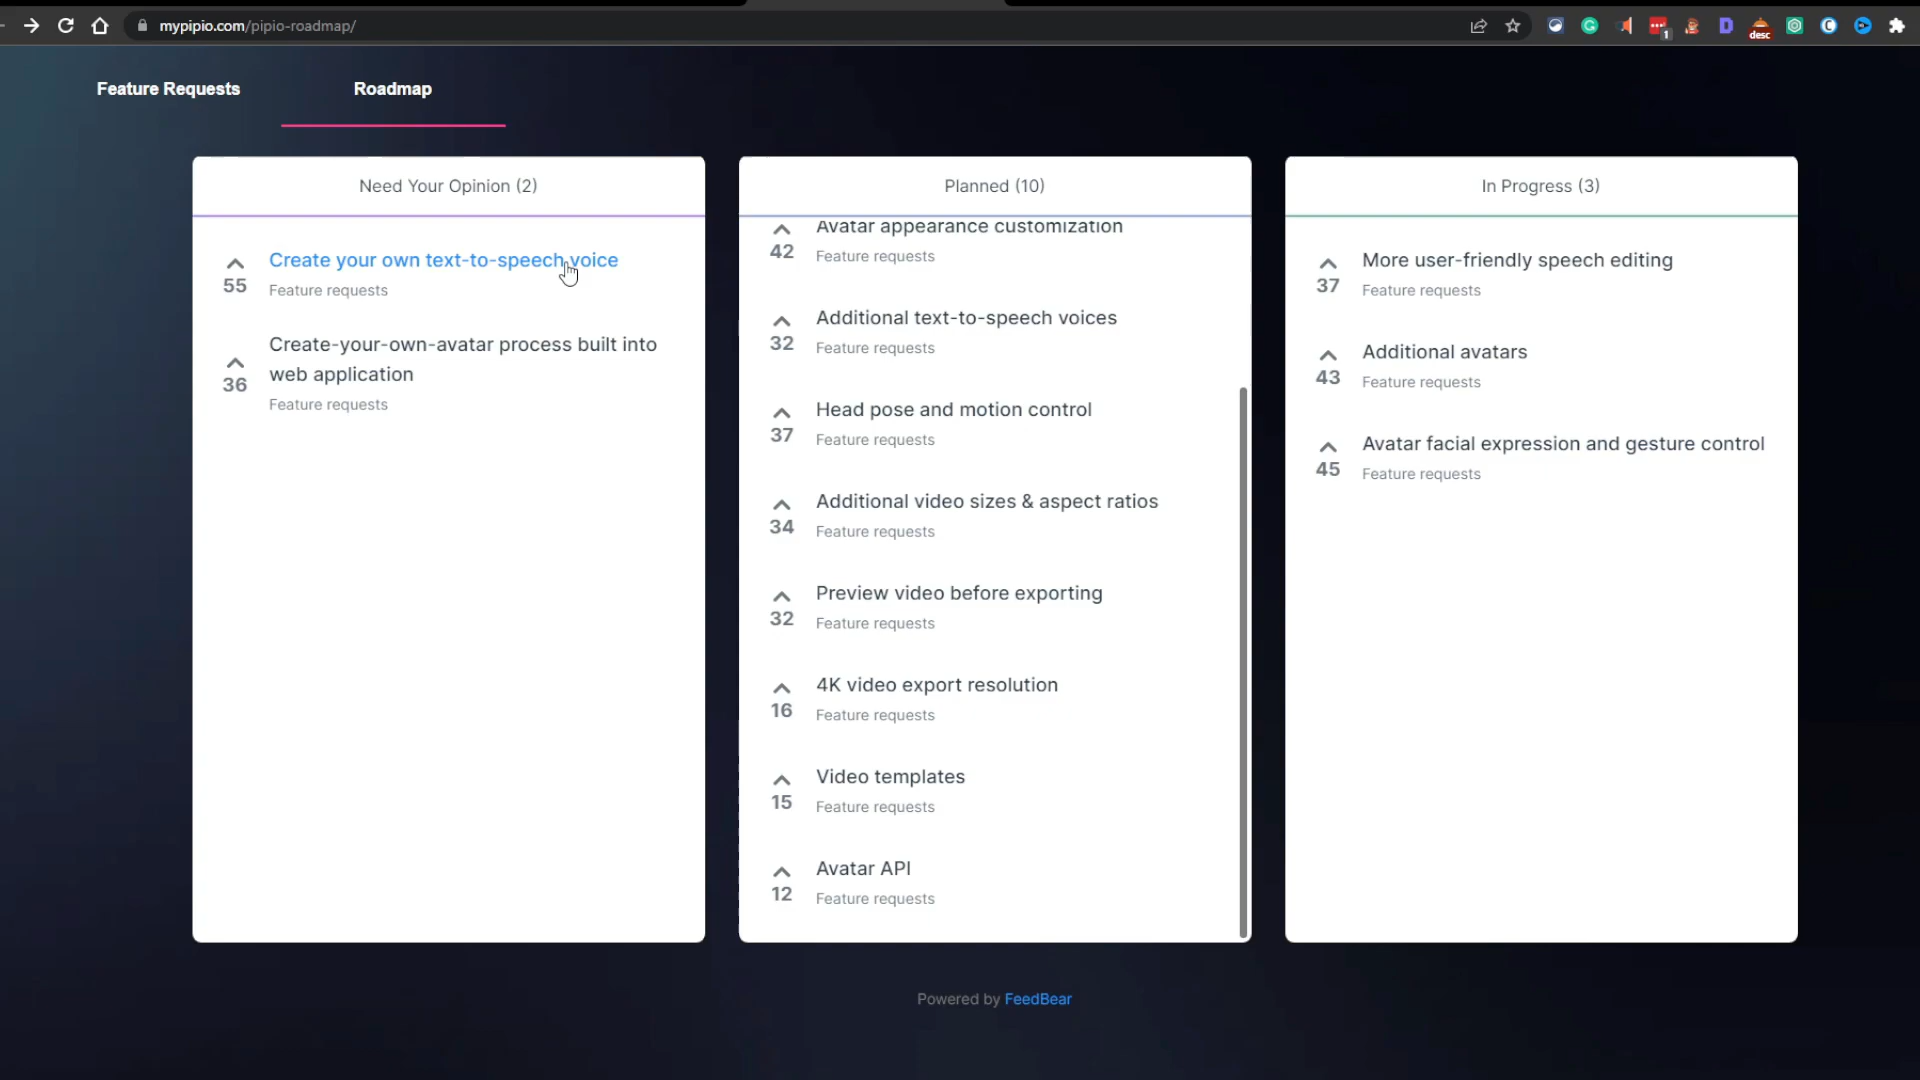 mypipio.com/pipio-roadmap/
1
desc
Feature Requests
Roadmap
Need Your Opinion (2)
55
Create your own text-to-speech voice
Feature requests
36
Create-your-own-avatar process built into
web application
Feature requests
Planned (10)
42
Avatar appearance customization
Feature requests
32
Additional text-to-speech voices
Feature requests
37
Head pose and motion control
Feature requests
34
Additional video sizes & aspect ratios
Feature requests
32
Preview video before exporting
Feature requests
16
4K video export resolution
Feature requests
15
Video templates
Feature requests
12
Avatar API
Feature requests
In Progress (3)
37
More user-friendly speech editing
Feature requests
43
Additional avatars
Feature requests
45
Avatar facial expression and gesture control
Feature requests
Powered by FeedBear